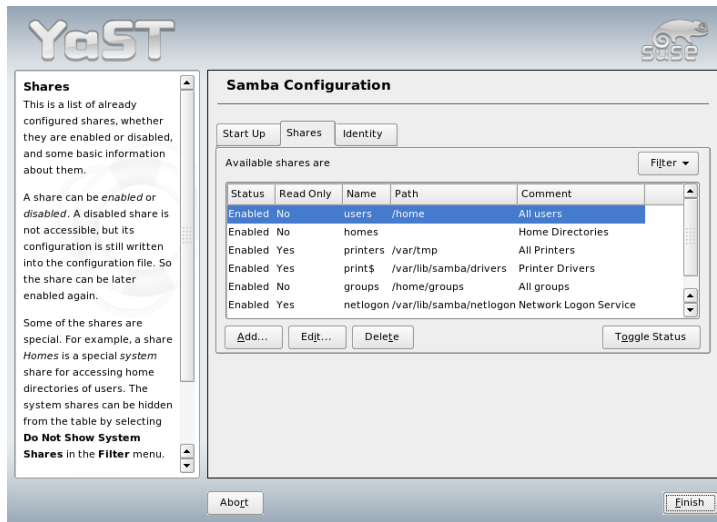 YaST
SUSE
Shares
This is a list of already
configured shares, whether
they are enabled or disabled,
and some basic information
about them.
A share can be enabled or
disabled. A disabled share is
not accessible, but its
configuration is still written
into the configuration file. So
the share can be later
enabled again.
Some of the shares are
special. For example, a share
Homes is a special system
share for accessing home
directories of users. The
system shares can be hidden
from the table by selecting
Do Not Show System
Shares in the Filter menu.
Samba Configuration
Start Up Shares Identity
Available shares are Filter
Status Read Only Name Path Comment
Enabled No users /home All users
Enabled No homes Home Directories
Enabled Yes printers /var/tmp All Printers
Enabled Yes print$ /var/lib/samba/drivers Printer Drivers
Enabled No groups /home/groups All groups
Enabled Yes netlogon /var/lib/samba/netlogon Network Logon Service
Add... Edit... Delete Toggle Status
Abort Finish